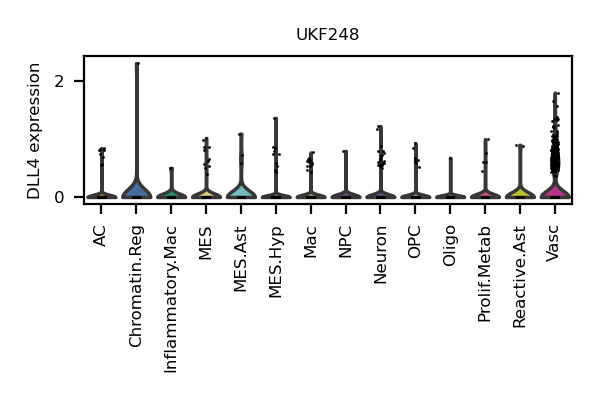 UKF248
DLL4 expression
2
0
AC
Chromatin.Reg
Inflammatory.Mac
MES
MES.Ast
MES.Hyp
Mac
NPC
Neuron
OPC
Oligo
Prolif.Metab
Reactive.Ast
Vasc